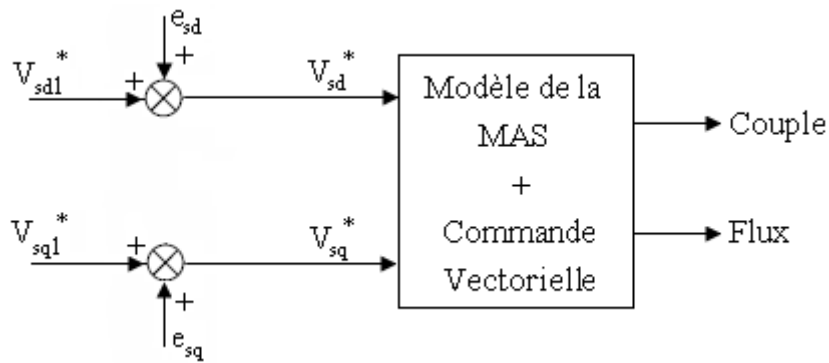 e_sd
+
V_sd1* + V_sd*
Modèle de la
MAS
+
Commande
Vectorielle
Couple
Flux
V_sq1* + V_sq*
+
e_sq